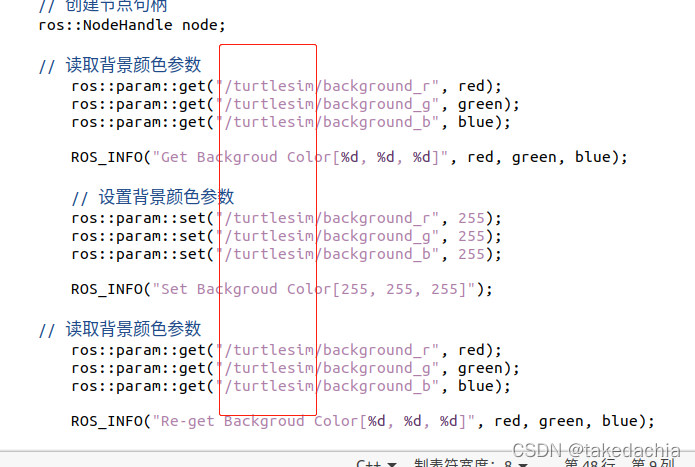 // 创建节点句柄
ros::NodeHandle node;
// 读取背景颜色参数
ros::param::get("/turtlesim/background_r", red);
ros::param::get("/turtlesim/background_g", green);
ros::param::get("/turtlesim/background_b", blue);
ROS_INFO("Get Backgroud Color[%d, %d, %d]", red, green, blue);
// 设置背景颜色参数
ros::param::set("/turtlesim/background_r", 255);
ros::param::set("/turtlesim/background_g", 255);
ros::param::set("/turtlesim/background_b", 255);
ROS_INFO("Set Backgroud Color[255, 255, 255]");
// 读取背景颜色参数
ros::param::get("/turtlesim/background_r", red);
ros::param::get("/turtlesim/background_g", green);
ros::param::get("/turtlesim/background_b", blue);
ROS_INFO("Re-get Backgroud Color[%d, %d, %d]", red, green, blue);
C++ 制表符宽度：8 第 48 行，第 9 列
CSDN @takedachia